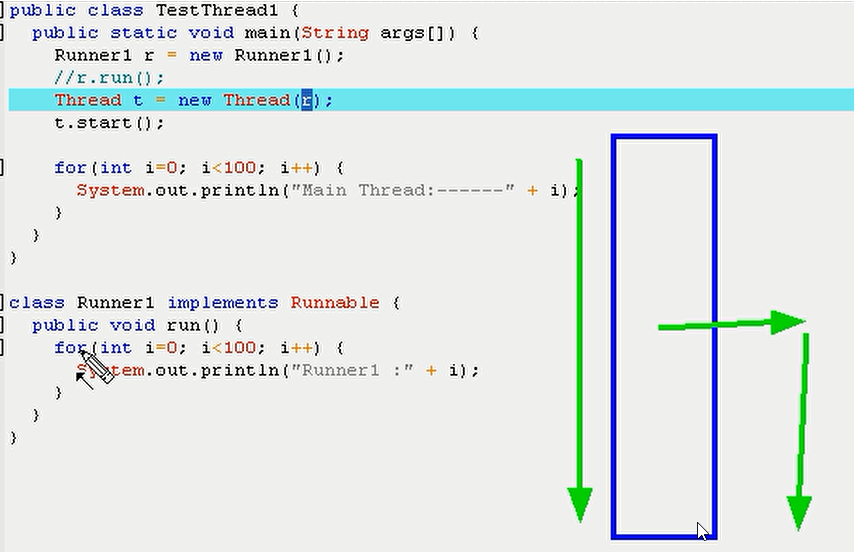 public class TestThread1 {
public static void main(String args[]) {
Runner1 r = new Runner1();
//r.run();
Thread t = new Thread(r);
t.start();
for(int i=0; i<100; i++) {
System.out.println("Main Thread:------" + i);
}
}
}
class Runner1 implements Runnable {
public void run() {
for(int i=0; i<100; i++) {
System.out.println("Runner1 :" + i);
}
}
}